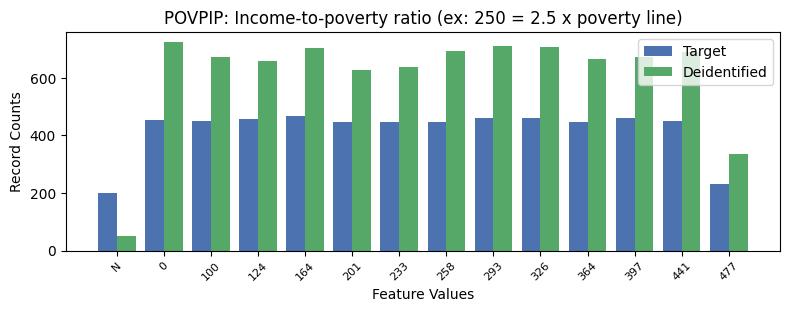 POVPIP: Income-to-poverty ratio (ex: 250 = 2.5 x poverty line)
Target
Deidentified
Record Counts
600
400
200
0
N 0 100 124 164 201 233 258 293 326 364 397 441 477
Feature Values